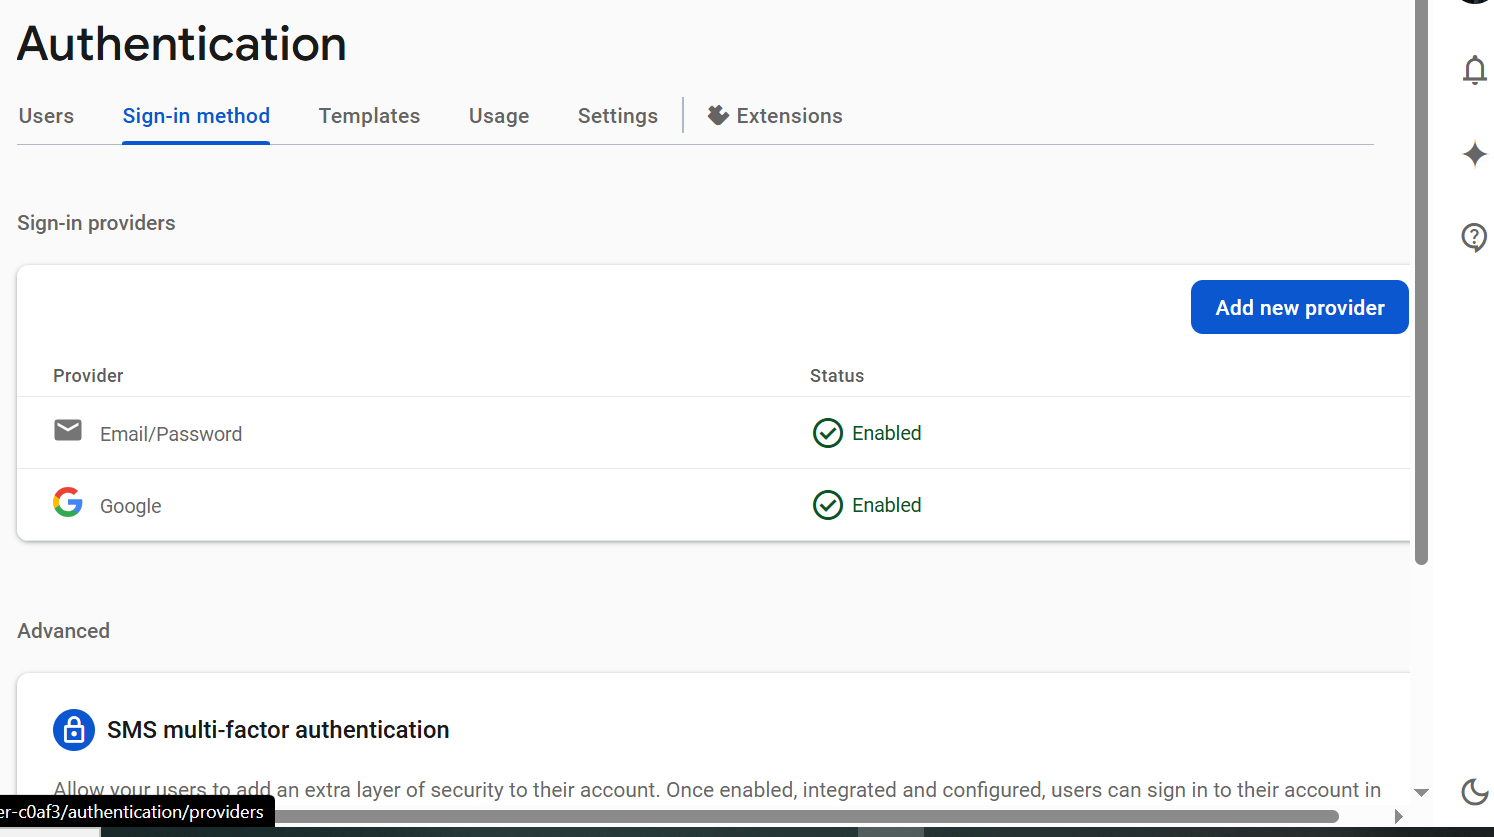 Authentication
Users Sign-in method Templates Usage Settings Extensions
Sign-in providers
Add new provider
Provider Status
Email/Password Enabled
Google Enabled
Advanced
SMS multi-factor authentication
Allow your users to add an extra layer of security to their account. Once enabled, integrated and configured, users can sign in to their account in
er-c0af3/authentication/providers